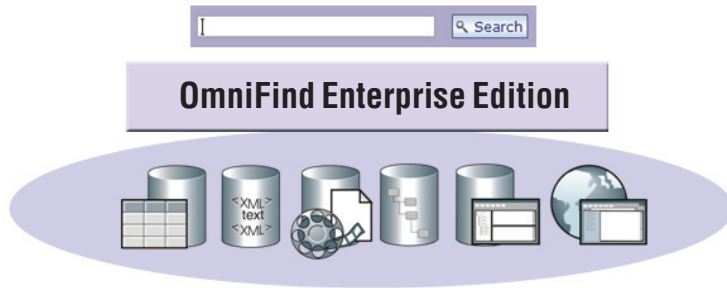 Search
OmniFind Enterprise Edition
<XML>
text
<XML>